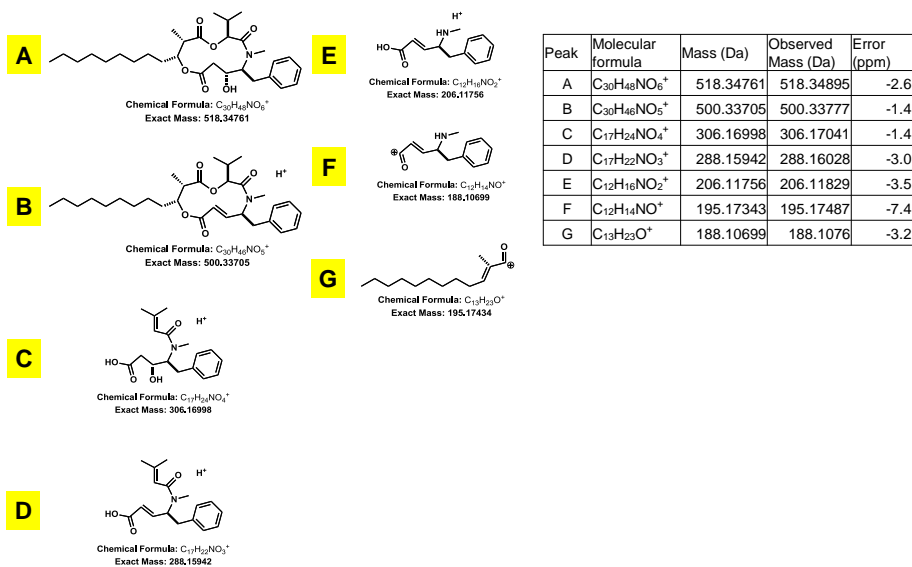 A
O
O
O
N
O
O
OH
Chemical Formula: C30H48NO6+
Exact Mass: 518.34761
B
H+
O
O
O
N
O
O
Chemical Formula: C30H46NO5+
Exact Mass: 500.33705
C
H+
O
N
HO
O
OH
Chemical Formula: C17H24NO4+
Exact Mass: 306.16998
D
H+
O
N
HO
O
Chemical Formula: C17H22NO3+
Exact Mass: 288.15942
E
H+
HN
HO
O
Chemical Formula: C12H16NO2+
Exact Mass: 206.11756
F
HN
⊕
O
Chemical Formula: C12H14NO+
Exact Mass: 188.10699
G
O
⊕
Chemical Formula: C13H23O+
Exact Mass: 195.17434
Peak Molecular formula Mass (Da) Observed Mass (Da) Error (ppm)
A C30H48NO6+ 518.34761 518.34895 -2.6
B C30H46NO5+ 500.33705 500.33777 -1.4
C C17H24NO4+ 306.16998 306.17041 -1.4
D C17H22NO3+ 288.15942 288.16028 -3.0
E C12H16NO2+ 206.11756 206.11829 -3.5
F C12H14NO+ 195.17343 195.17487 -7.4
G C13H23O+ 188.10699 188.1076 -3.2